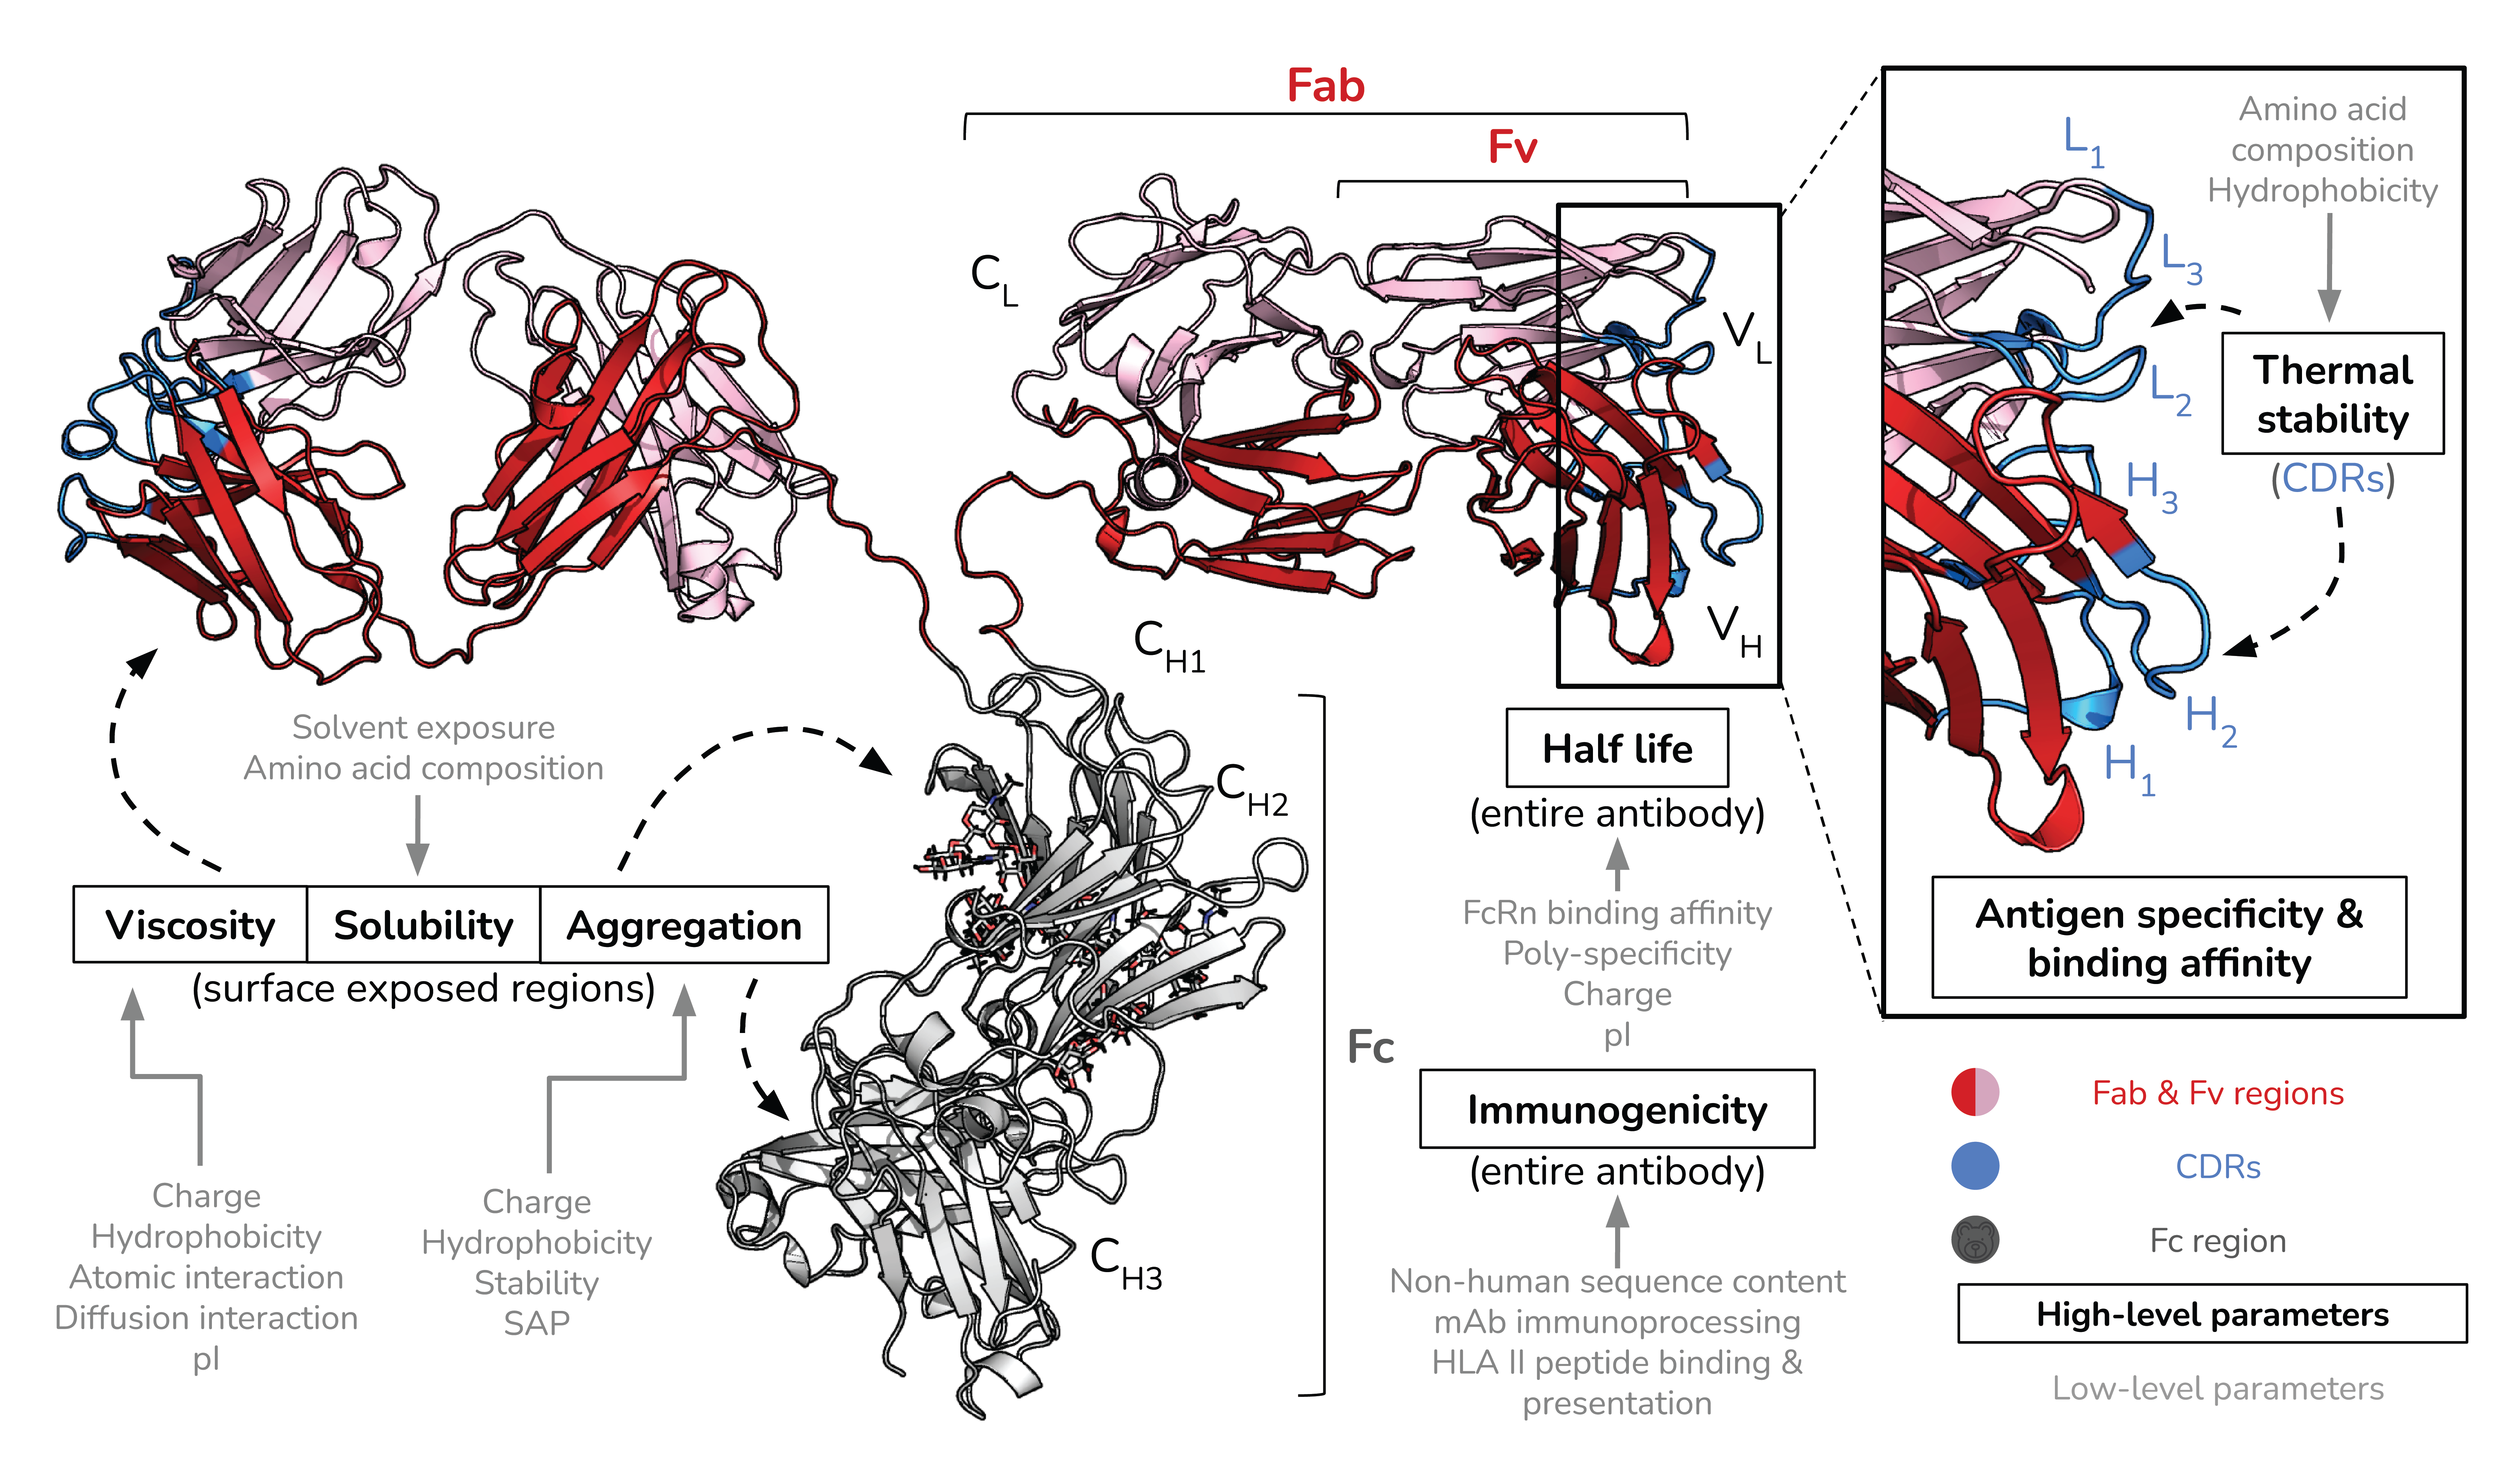 Fab
Fv
CL
VL
VH
CH1
CH2
CH3
Fc
L1
L3
L2
H3
H2
H1
Amino acid
composition
Hydrophobicity
Thermal
stability
(CDRs)
Antigen specificity &
binding affinity
Solvent exposure
Amino acid composition
Viscosity
Solubility
Aggregation
(surface exposed regions)
Charge
Hydrophobicity
Atomic interaction
Diffusion interaction
pI
Charge
Hydrophobicity
Stability
SAP
Half life
(entire antibody)
FcRn binding affinity
Poly-specificity
Charge
pI
Immunogenicity
(entire antibody)
Non-human sequence content
mAb immunoprocessing
HLA II peptide binding &
presentation
Fab & Fv regions
CDRs
Fc region
High-level parameters
Low-level parameters